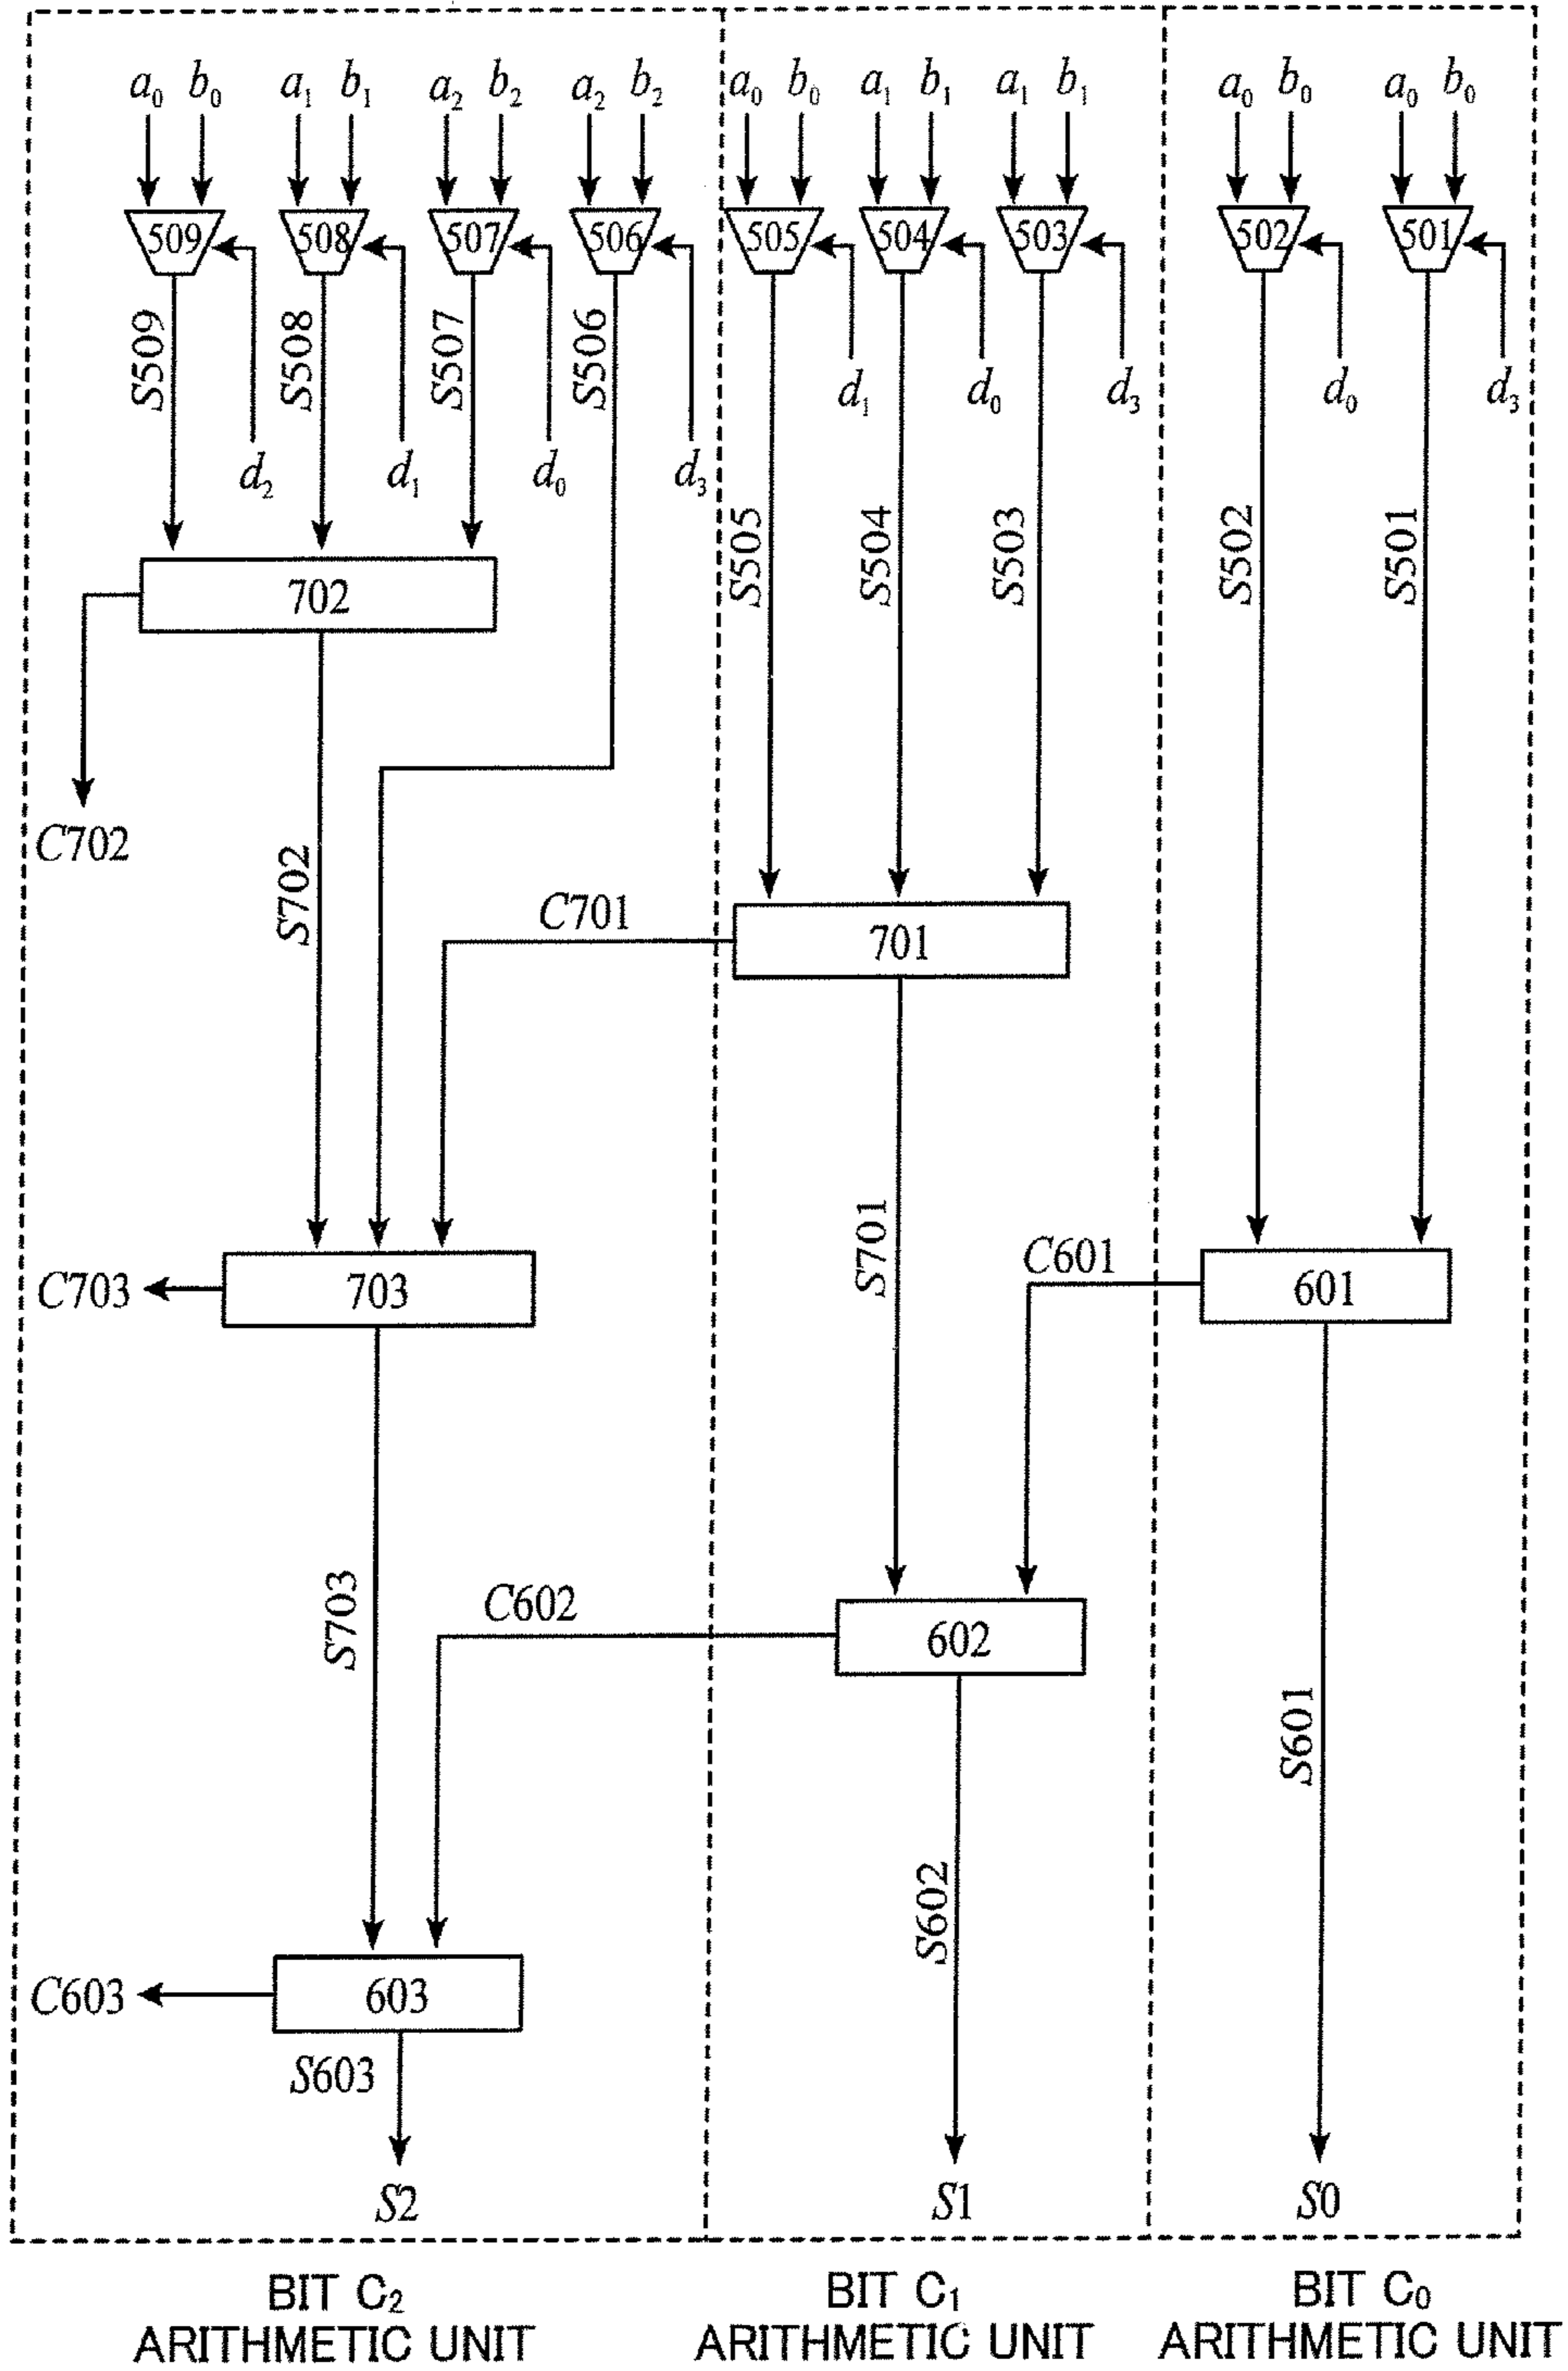 a₀ b₀ a₁ b₁ a₂ b₂ a₂ b₂ a₀ b₀ a₁ b₁ a₁ b₁ a₀ b₀ a₀ b₀
509 508 507 506 505 504 503 502 501
S509 S508 S507 S506
d₁ d₀ d₃ d₀ d₃
d₂ d₁ d₀ d₃
S505 S504 S503 S502 S501
702
C702
S702
C701
701
S701
C601
C703
703
601
C602
S703
602
S601
S602
C603
603
S603
S2 S1 S0
BIT C₂ BIT C₁ BIT C₀
ARITHMETIC UNIT ARITHMETIC UNIT ARITHMETIC UNIT